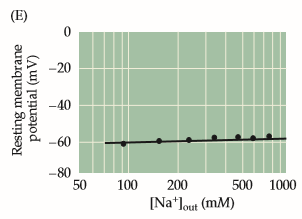 (E)
Resting membrane
potential (mV)
0
–20
–40
–60
–80
50
100
200
500
1000
[Na⁺]out (mM)